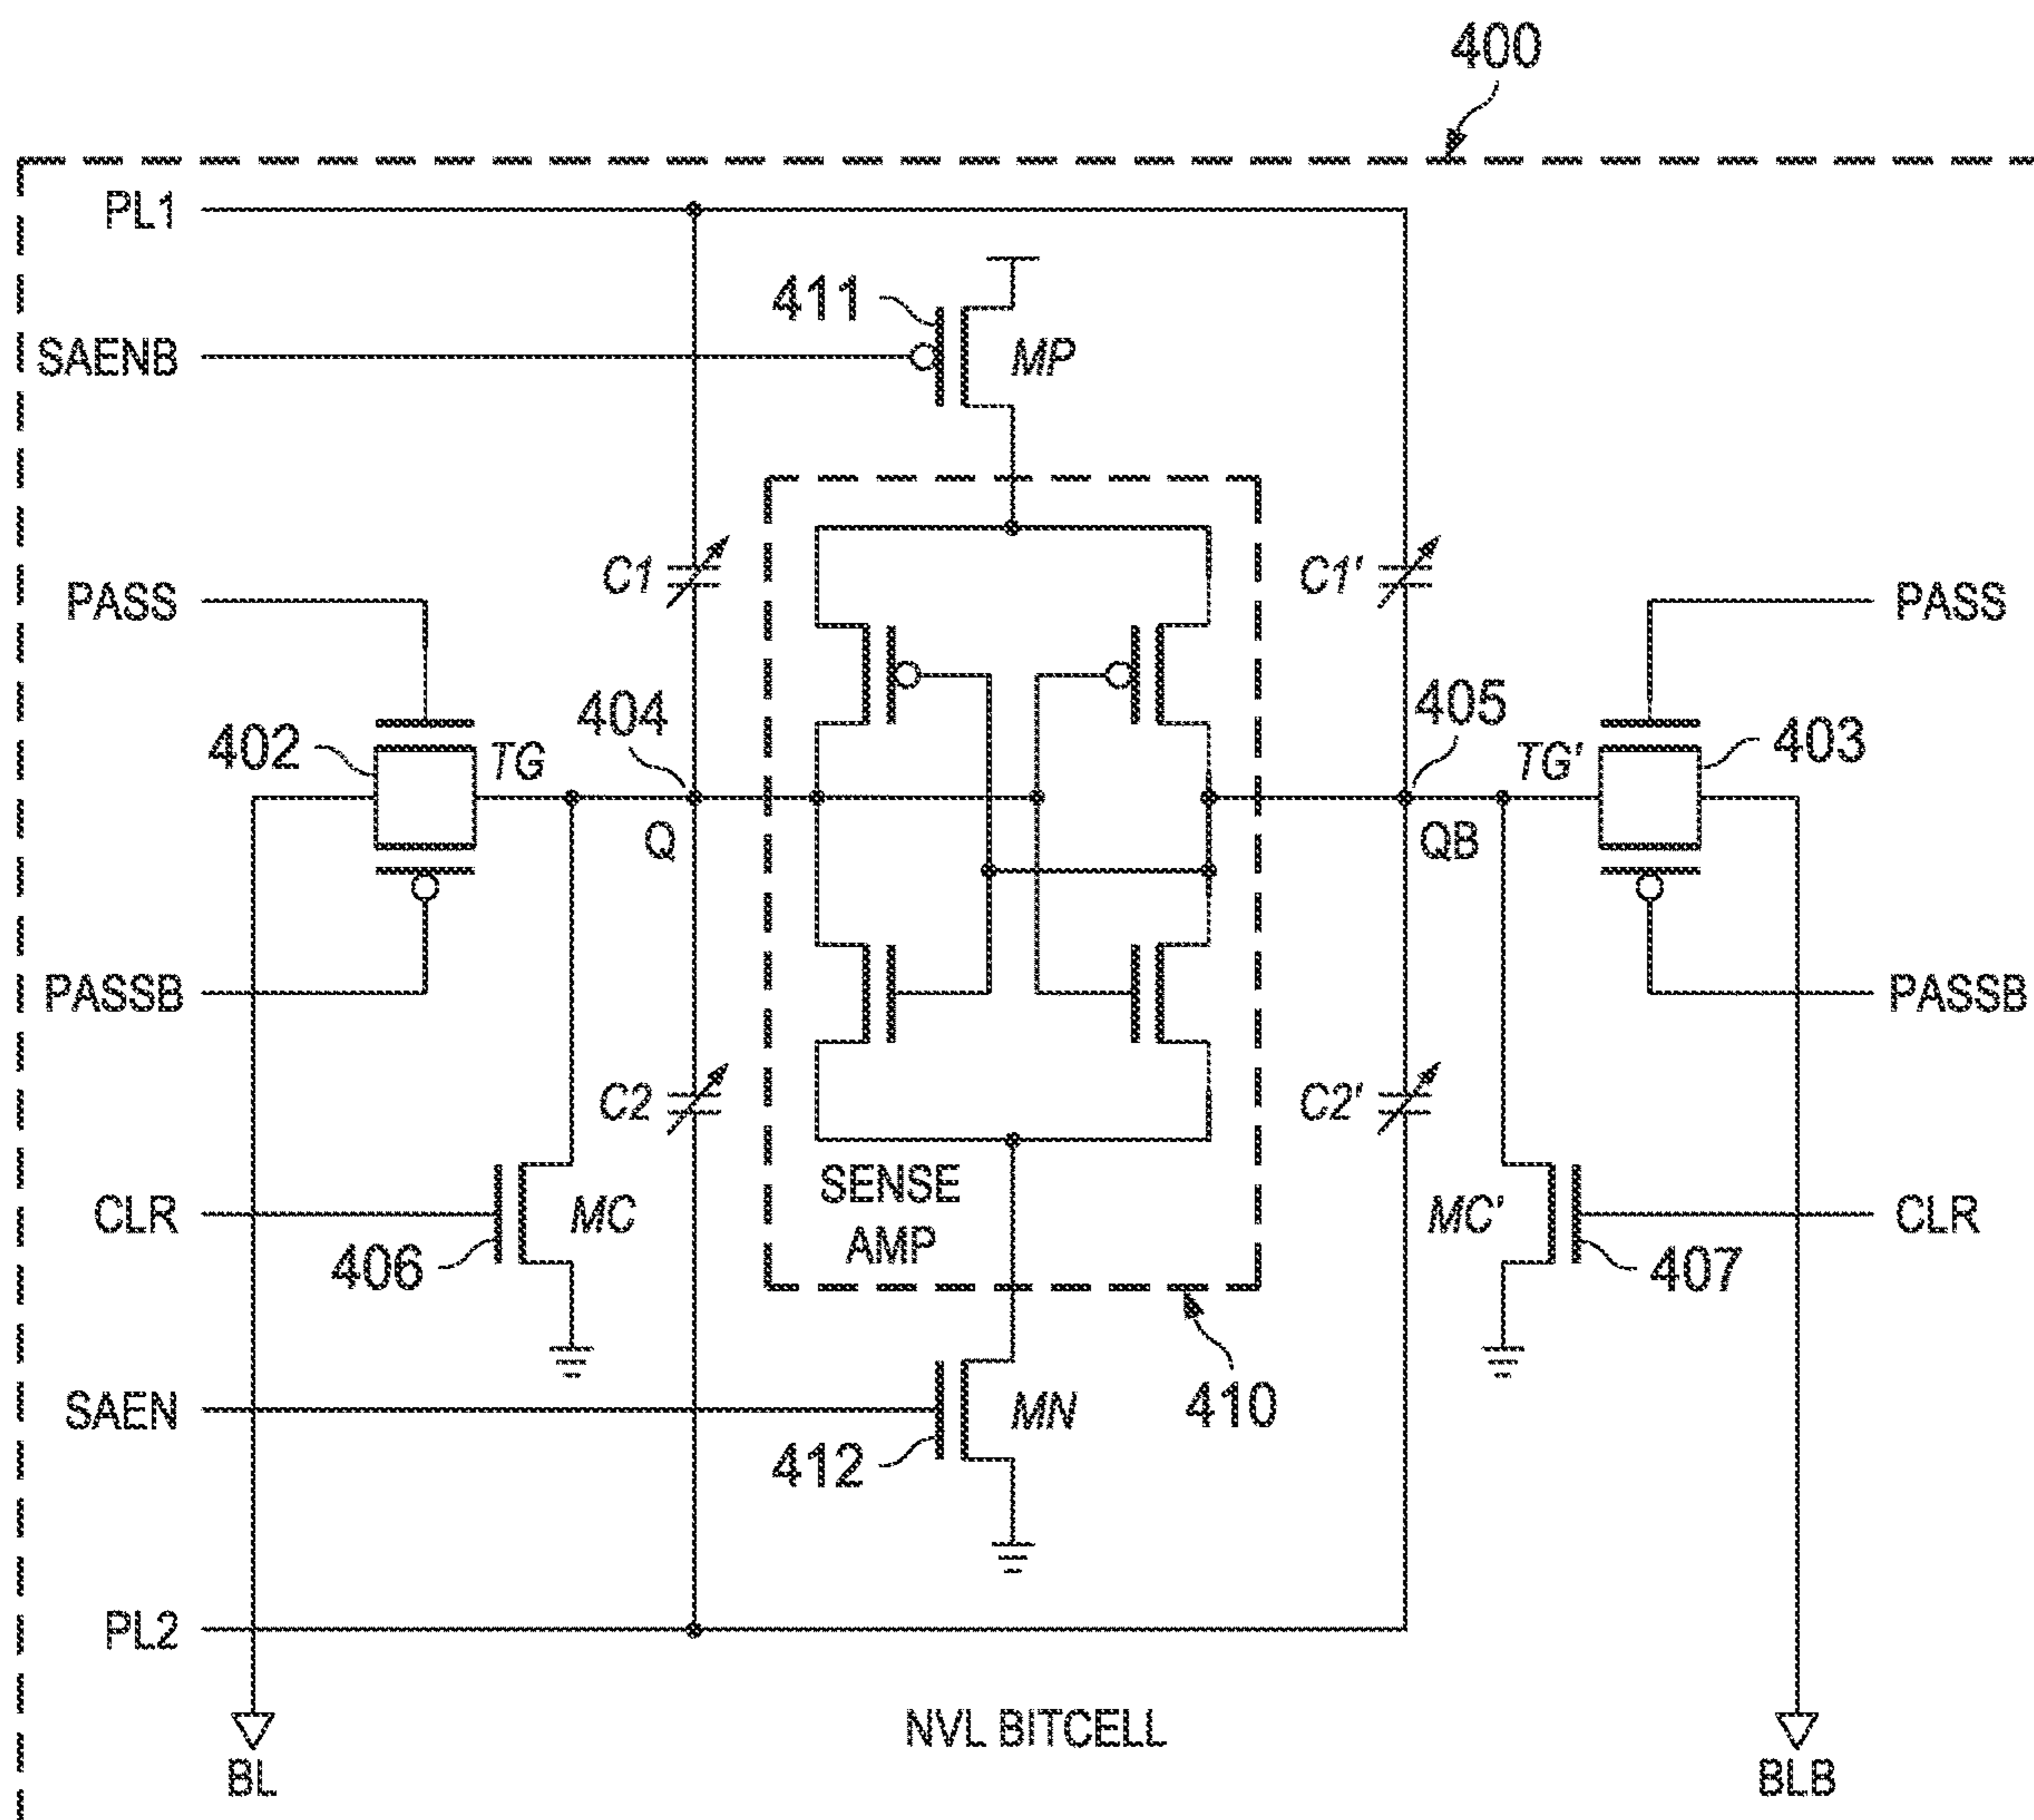 400
PL1
411
SAENB
MP
C1
C1'
PASS
PASS
404
405
402
TG
TG'
403
Q
QB
PASSB
PASSB
C2
C2'
SENSE
AMP
CLR
MC
MC'
CLR
406
407
SAEN
MN
410
412
PL2
NVL BITCELL
BL
BLB